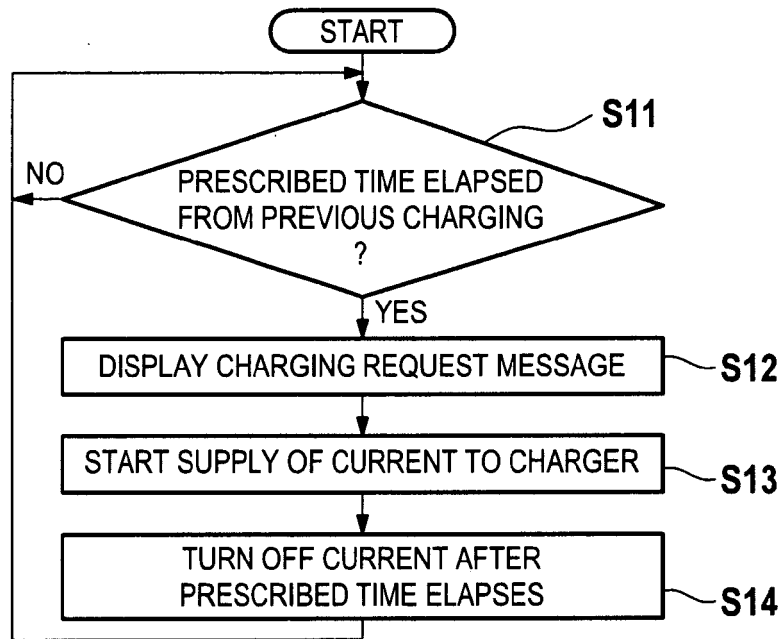 START
S11
NO
PRESCRIBED TIME ELAPSED
FROM PREVIOUS CHARGING
?
YES
DISPLAY CHARGING REQUEST MESSAGE
S12
START SUPPLY OF CURRENT TO CHARGER
S13
TURN OFF CURRENT AFTER
PRESCRIBED TIME ELAPSES
S14